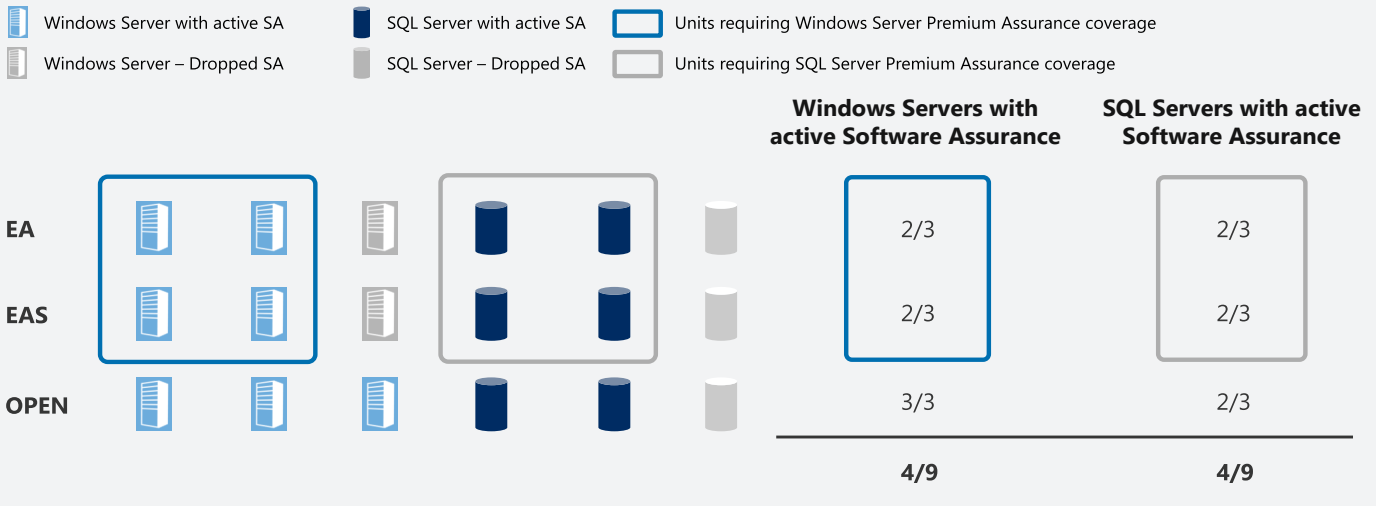 Windows Server with active SA
SQL Server with active SA
Units requiring Windows Server Premium Assurance coverage
Windows Server – Dropped SA
SQL Server – Dropped SA
Units requiring SQL Server Premium Assurance coverage
Windows Servers with
active Software Assurance
SQL Servers with active
Software Assurance
EA
2/3
2/3
EAS
2/3
2/3
OPEN
3/3
2/3
4/9
4/9